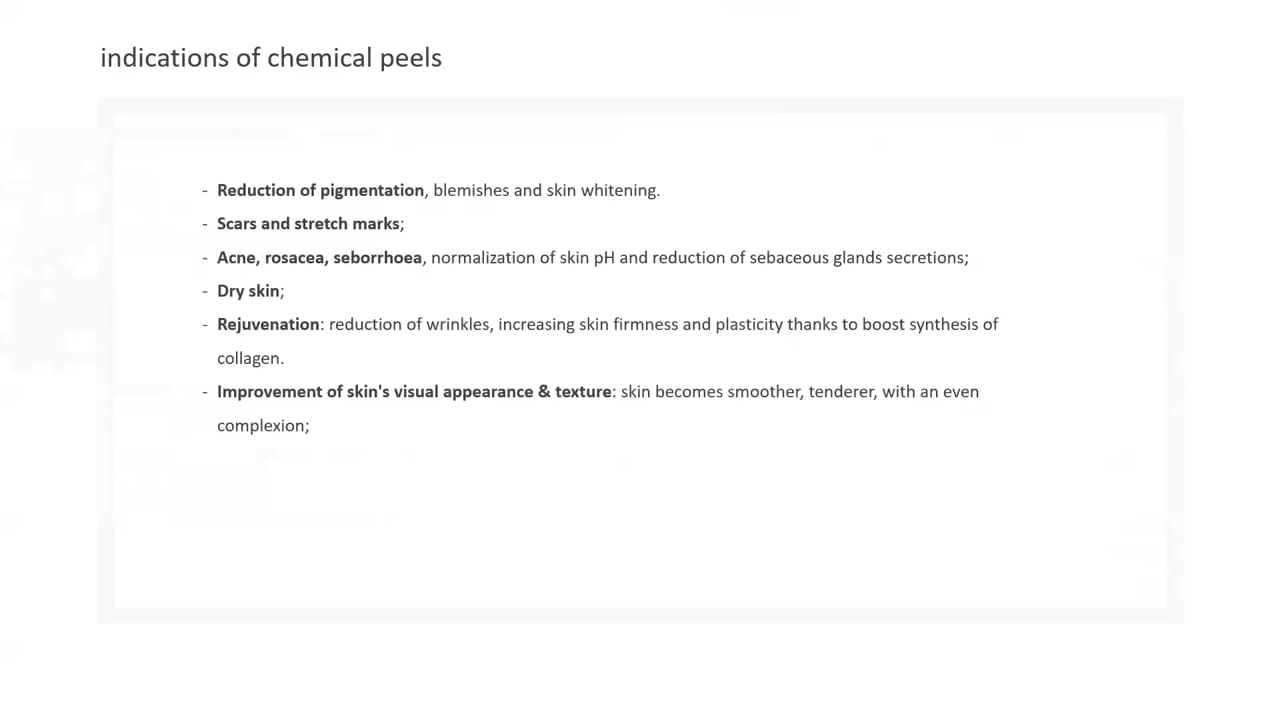 indications of chemical peels
- Reduction of pigmentation, blemishes and skin whitening.
- Scars and stretch marks;
- Acne, rosacea, seborrhoea, normalization of skin pH and reduction of sebaceous glands secretions;
- Dry skin;
- Rejuvenation: reduction of wrinkles, increasing skin firmness and plasticity thanks to boost synthesis of
collagen.
- Improvement of skin's visual appearance & texture: skin becomes smoother, tenderer, with an even
complexion;